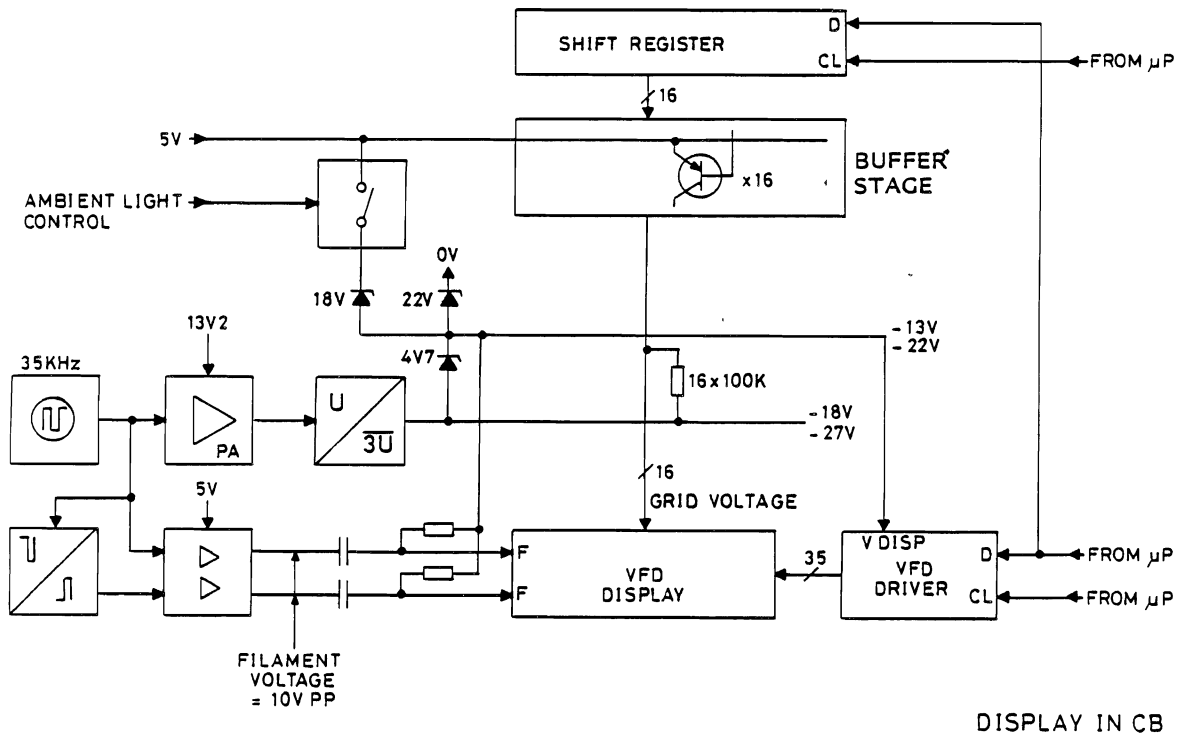 D
SHIFT REGISTER
CL
FROM µP
16
5V
BUFFER
STAGE
x16
AMBIENT LIGHT
CONTROL
0V
18V
22V
13V2
-13V
-22V
4V7
35KHz
16x100K
U
3U
PA
-18V
-27V
16
5V
GRID VOLTAGE
V DISP
F
VFD
DISPLAY
35
VFD
DRIVER
D
FROM µP
F
CL
FROM µP
FILAMENT
VOLTAGE
= 10V PP
DISPLAY IN CB